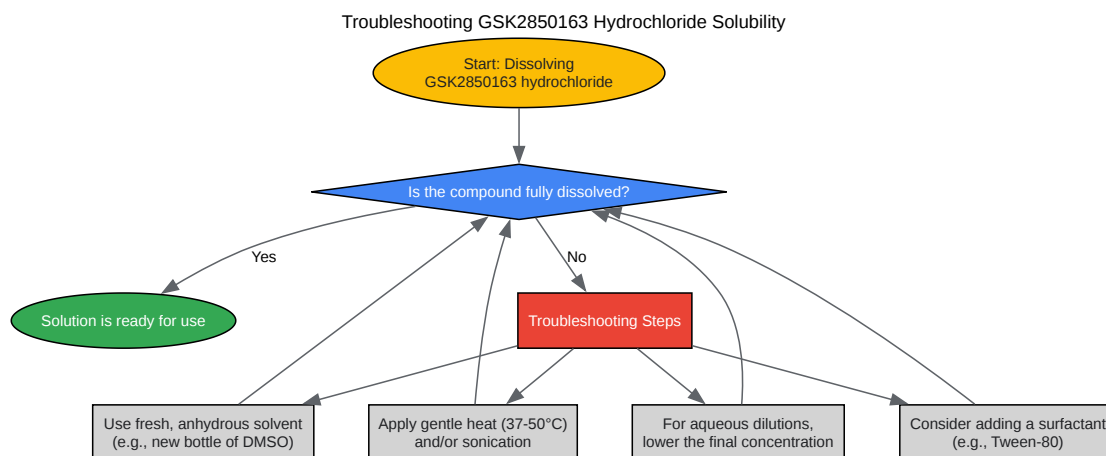 Troubleshooting GSK2850163 Hydrochloride Solubility
Start: Dissolving
GSK2850163 hydrochloride
Is the compound fully dissolved?
Yes
No
Solution is ready for use
Troubleshooting Steps
Use fresh, anhydrous solvent
(e.g., new bottle of DMSO)
Apply gentle heat (37-50°C)
and/or sonication
For aqueous dilutions,
lower the final concentration
Consider adding a surfactant
(e.g., Tween-80)